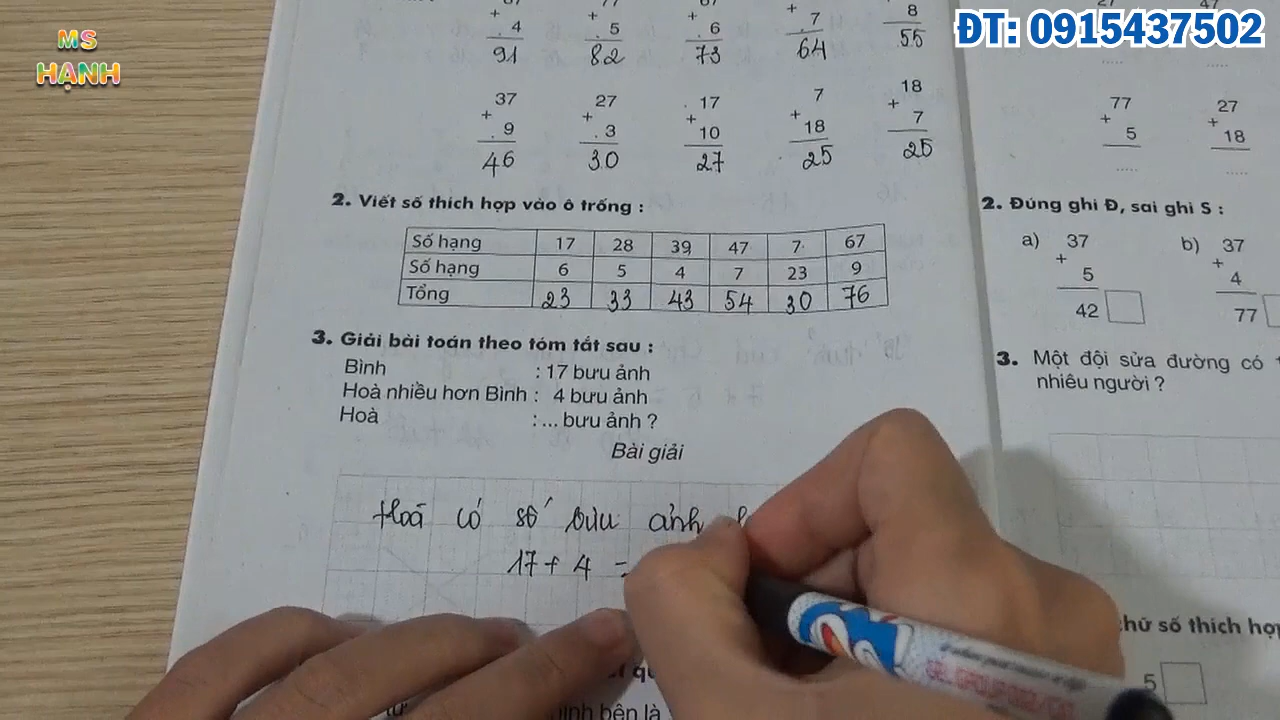 MS
HẠNH
ĐT: 0915437502
+ 4
91
+ 5
82
+ 6
73
+ 7
64
8
55
37
+ 9
46
27
+ 3
30
17
+ 10
27
7
+ 18
25
18
+ 7
25
2. Viết số thích hợp vào ô trống :
Số hạng 17 28 39 47 7 67
Số hạng 6 5 4 7 23 9
Tổng 23 33 43 54 30 76
3. Giải bài toán theo tóm tắt sau :
Bình : 17 bưu ảnh
Hoà nhiều hơn Bình : 4 bưu ảnh
Hoà : ... bưu ảnh ?
Bài giải
Hoà có số bưu ảnh
17 + 4 =
hình bên là
77
+ 5
.....
27
+ 18
.....
2. Đúng ghi Đ, sai ghi S :
a) 37
+ 5
42
b) 37
+ 4
77
3. Một đội sửa đường có
nhiêu người ?
chữ số thích hợp
5